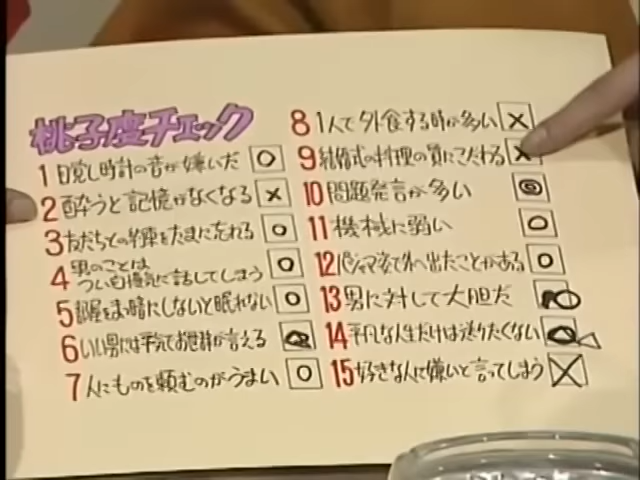 桃子度チェック
1 目覚し時計の音が嫌いだ ○
2 酔うと記憶がなくなる ×
3 友だちとの約束をたまに忘れる ○
4 男のことは
ついも陽気に話してしまう ○
5 部屋をまっ暗にしないと眠れない ○
6 いい男には平気でお世辞が言える
7 人にものを頼むのがうまい ○
8 1人で外食する時が多い ×
9 結婚式の料理の質にこだわる ×
10 問題発言が多い ◎
11 機械に弱い ○
12 パジャマ姿で外へ出たことがある ○
13 男に対して大胆だ ○
14 平凡な人生だけは送りたくない
15 好きな人に嫌いと言ってしまう ×